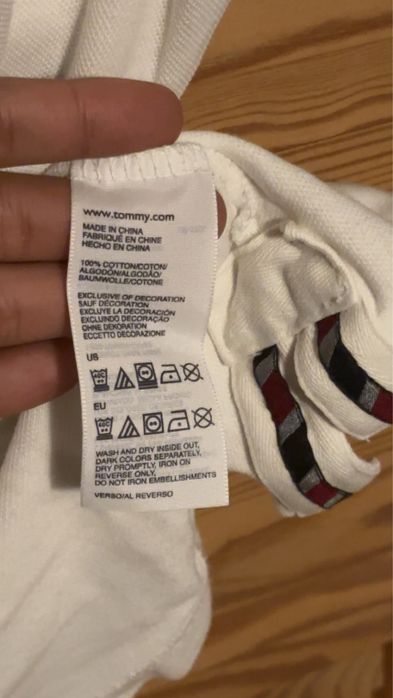 www.tommy.com
MADE IN CHINA
FABRIQUÉ EN CHINE
HECHO EN CHINA
100% COTTON/COTON/
ALGODÓN/ALGODÃO/
BAUMWOLLE/COTONE
EXCLUSIVE OF DECORATION
SAUF DÉCORATION
EXCLUYE LA DECORACIÓN
EXCLUINDO DECORAÇÃO
OHNE DEKORATION
ECCETTO DECORAZIONE
US
EU
WASH AND DRY INSIDE OUT,
DARK COLORS SEPARATELY,
DRY PROMPTLY, IRON ON
REVERSE ONLY,
DO NOT IRON EMBELLISHMENTS
VERSO/AL REVERSO